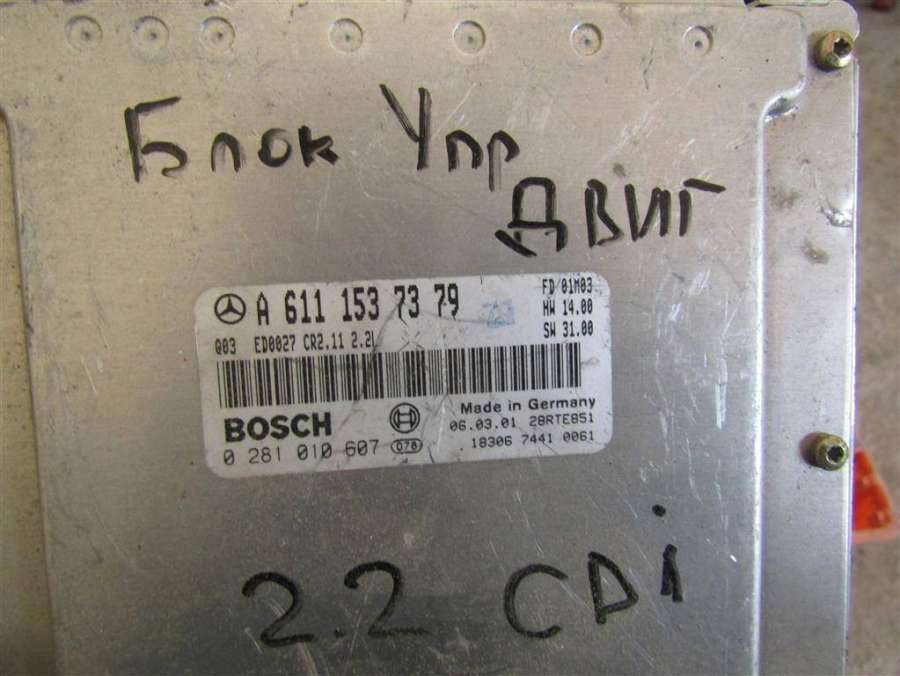 Блок Упр
Двиг
A 611 153 73 79
FD 01M03
HW 14.00
SW 31.00
Q03 ED0027 CR2.11 2.2L
BOSCH
Made in Germany
06.03.01 28RTE851
0 281 010 607 078
18306 7441 0061
2.2 CDi